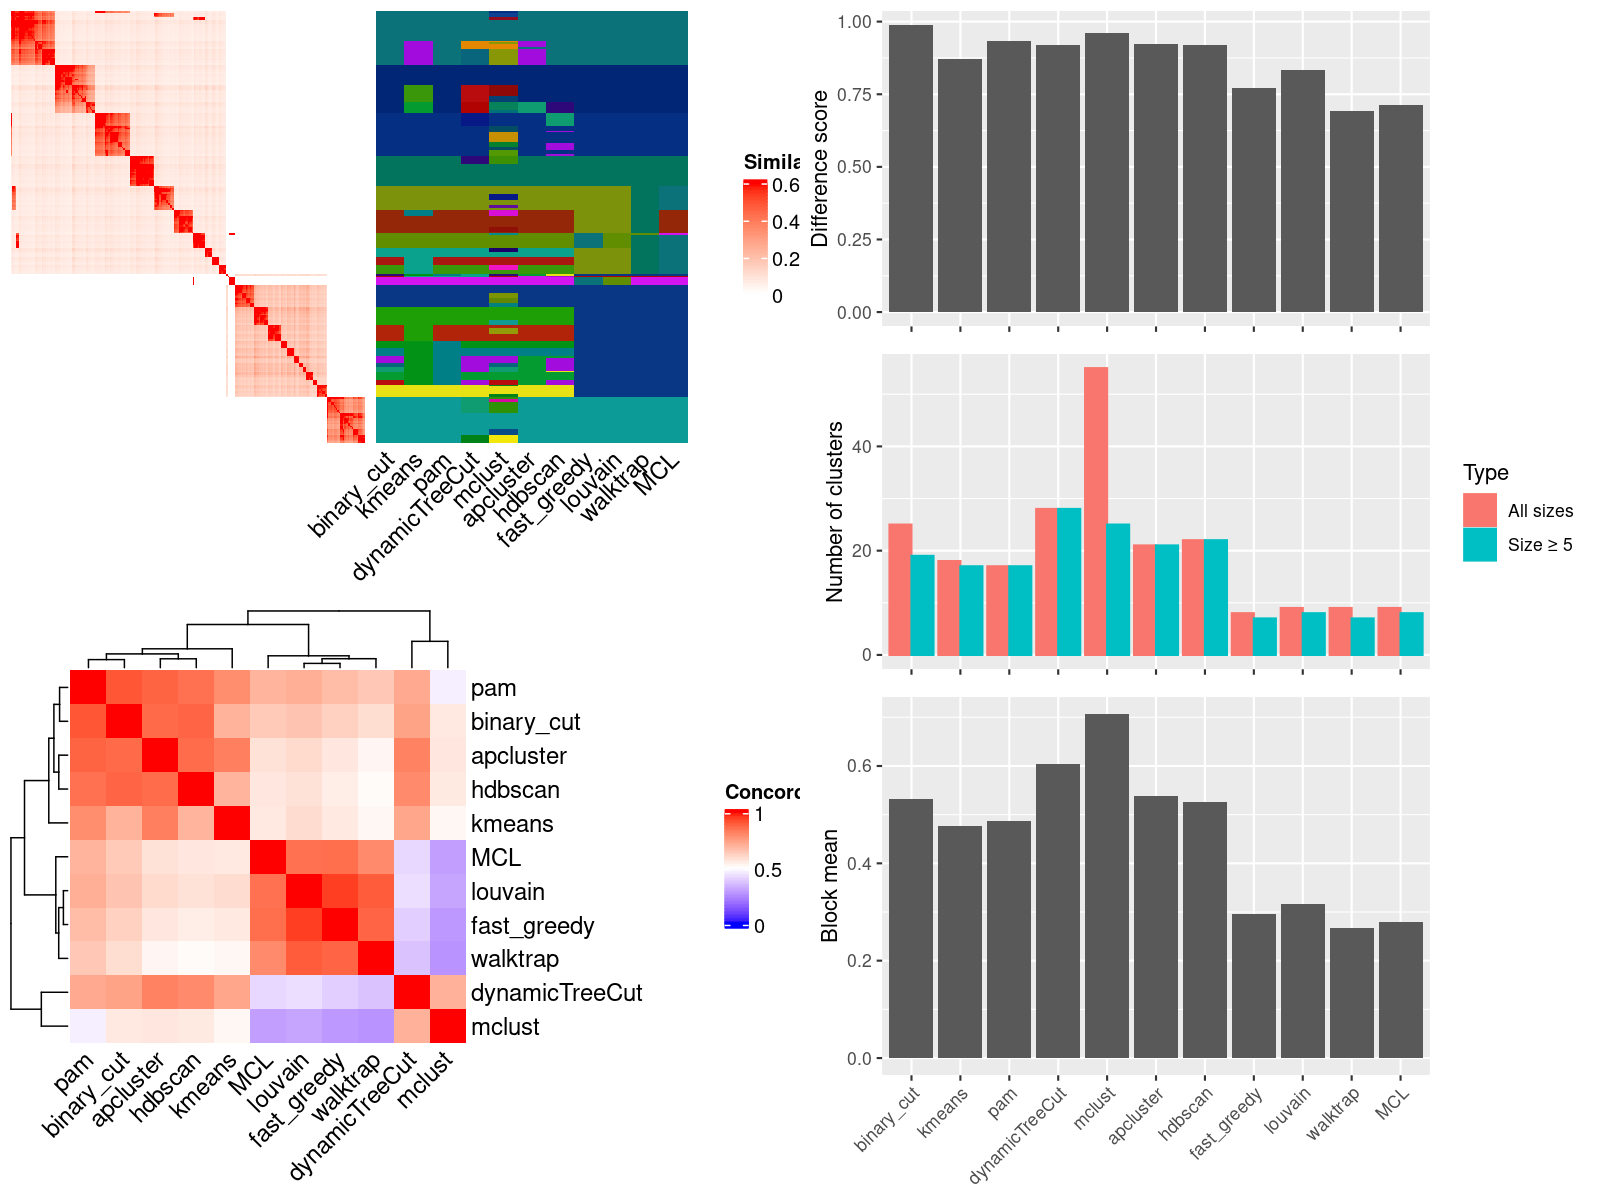 Simila
0.6
0.4
0.2
0
binary_cut
kmeans
pam
dynamicTreeCut
mclust
apcluster
hdbscan
fast_greedy
louvain
walktrap
MCL
Difference score
1.00
0.75
0.50
0.25
0.00
Number of clusters
40
20
0
Type
All sizes
Size ≥ 5
Block mean
0.6
0.4
0.2
0.0
binary_cut
kmeans
pam
dynamicTreeCut
mclust
apcluster
hdbscan
fast_greedy
louvain
walktrap
MCL
pam
binary_cut
apcluster
hdbscan
kmeans
MCL
louvain
fast_greedy
walktrap
dynamicTreeCut
mclust
pam
binary_cut
apcluster
hdbscan
kmeans
MCL
louvain
fast_greedy
walktrap
dynamicTreeCut
mclust
Concord
1
0.5
0